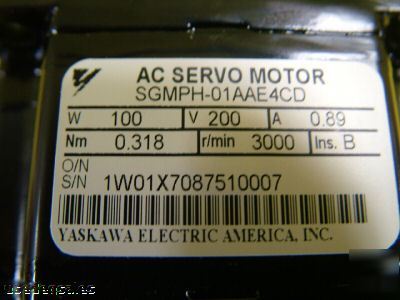 AC SERVO MOTOR
SGMPH-01AAE4CD
W 100 V 200 A 0.89
Nm 0.318 r/min 3000 Ins. B
O/N
S/N 1W01X7087510007
YASKAWA ELECTRIC AMERICA, INC.